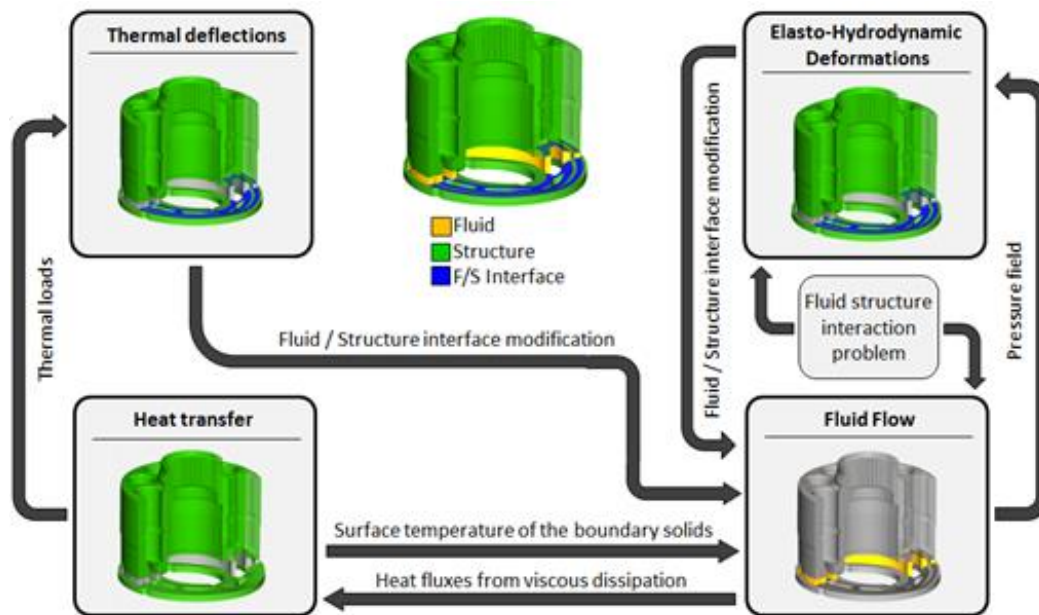 Thermal deflections
Elasto-Hydrodynamic
Deformations
Fluid
Structure
F/S Interface
Thermal loads
Fluid / Structure interface modification
Fluid / Structure interface modification
Fluid structure
interaction
problem
Pressure field
Heat transfer
Fluid Flow
Surface temperature of the boundary solids
Heat fluxes from viscous dissipation